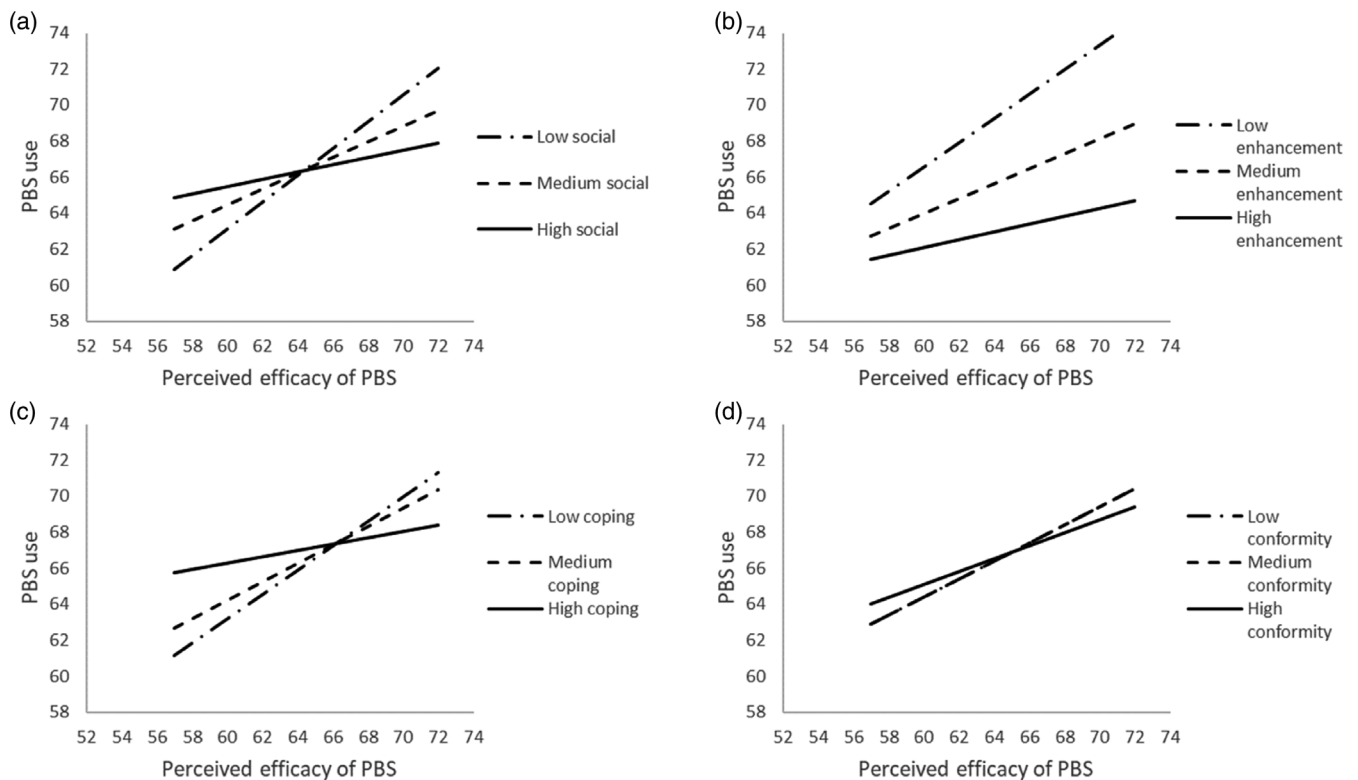 (a)
74
72
70
68
66
64
62
60
58
PBS use
52 54 56 58 60 62 64 66 68 70 72 74
Perceived efficacy of PBS
Low social
Medium social
High social
(b)
74
72
70
68
66
64
62
60
58
PBS use
52 54 56 58 60 62 64 66 68 70 72 74
Perceived efficacy of PBS
Low
enhancement
Medium
enhancement
High
enhancement
(c)
74
72
70
68
66
64
62
60
58
PBS use
52 54 56 58 60 62 64 66 68 70 72 74
Perceived efficacy of PBS
Low coping
Medium
coping
High coping
(d)
74
72
70
68
66
64
62
60
58
PBS use
52 54 56 58 60 62 64 66 68 70 72 74
Perceived efficacy of PBS
Low
conformity
Medium
conformity
High
conformity